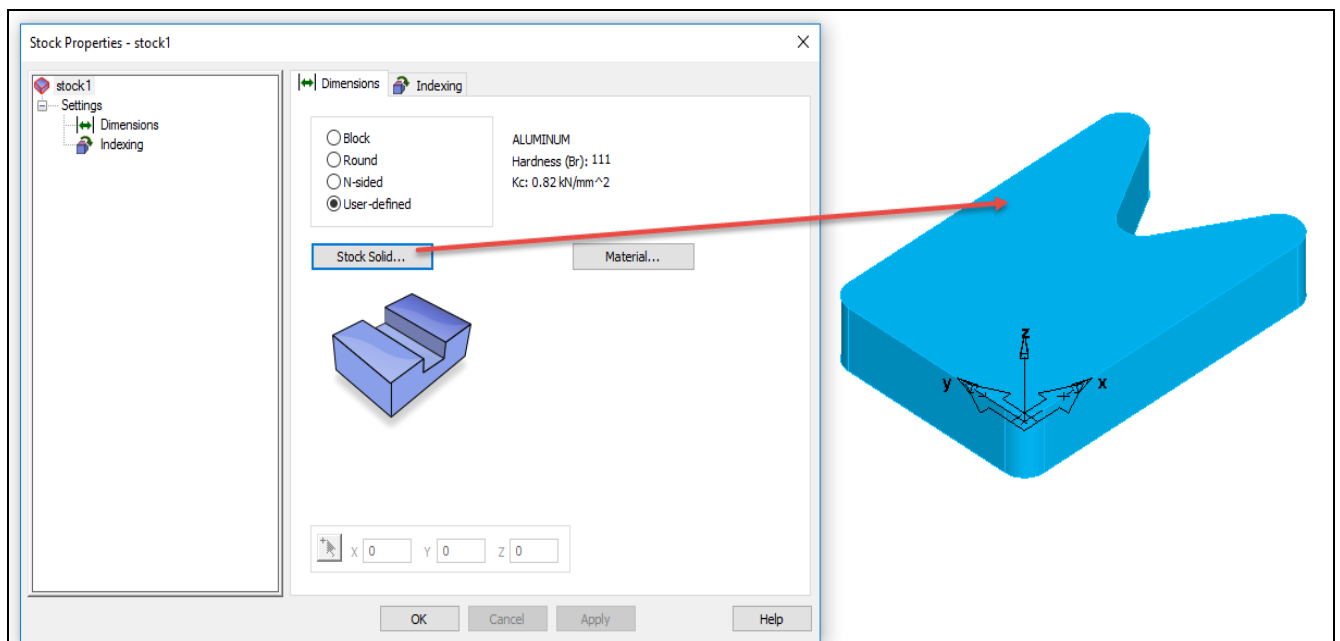 Stock Properties - stock1
stock1
Settings
Dimensions
Indexing
Dimensions Indexing
Block
Round
N-sided
User-defined
ALUMINUM
Hardness (Br): 111
Kc: 0.82 kN/mm^2
Stock Solid... Material...
X 0 Y 0 Z 0
OK Cancel Apply Help
z
y x